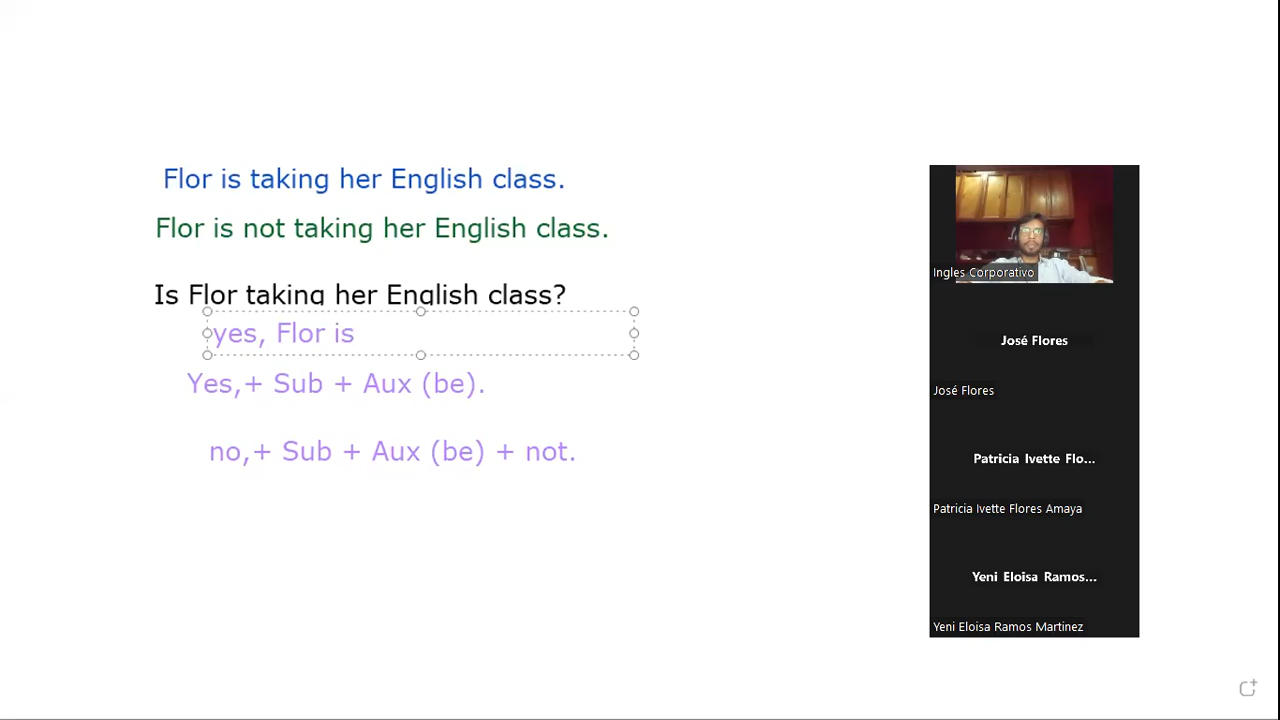 Flor is taking her English class.
Flor is not taking her English class.
Is Flor taking her English class?
yes, Flor is
Yes,+ Sub + Aux (be).
no,+ Sub + Aux (be) + not.
Ingles Corporativo
José Flores
José Flores
Patricia Ivette Flo...
Patricia Ivette Flores Amaya
Yeni Eloisa Ramos...
Yeni Eloisa Ramos Martinez